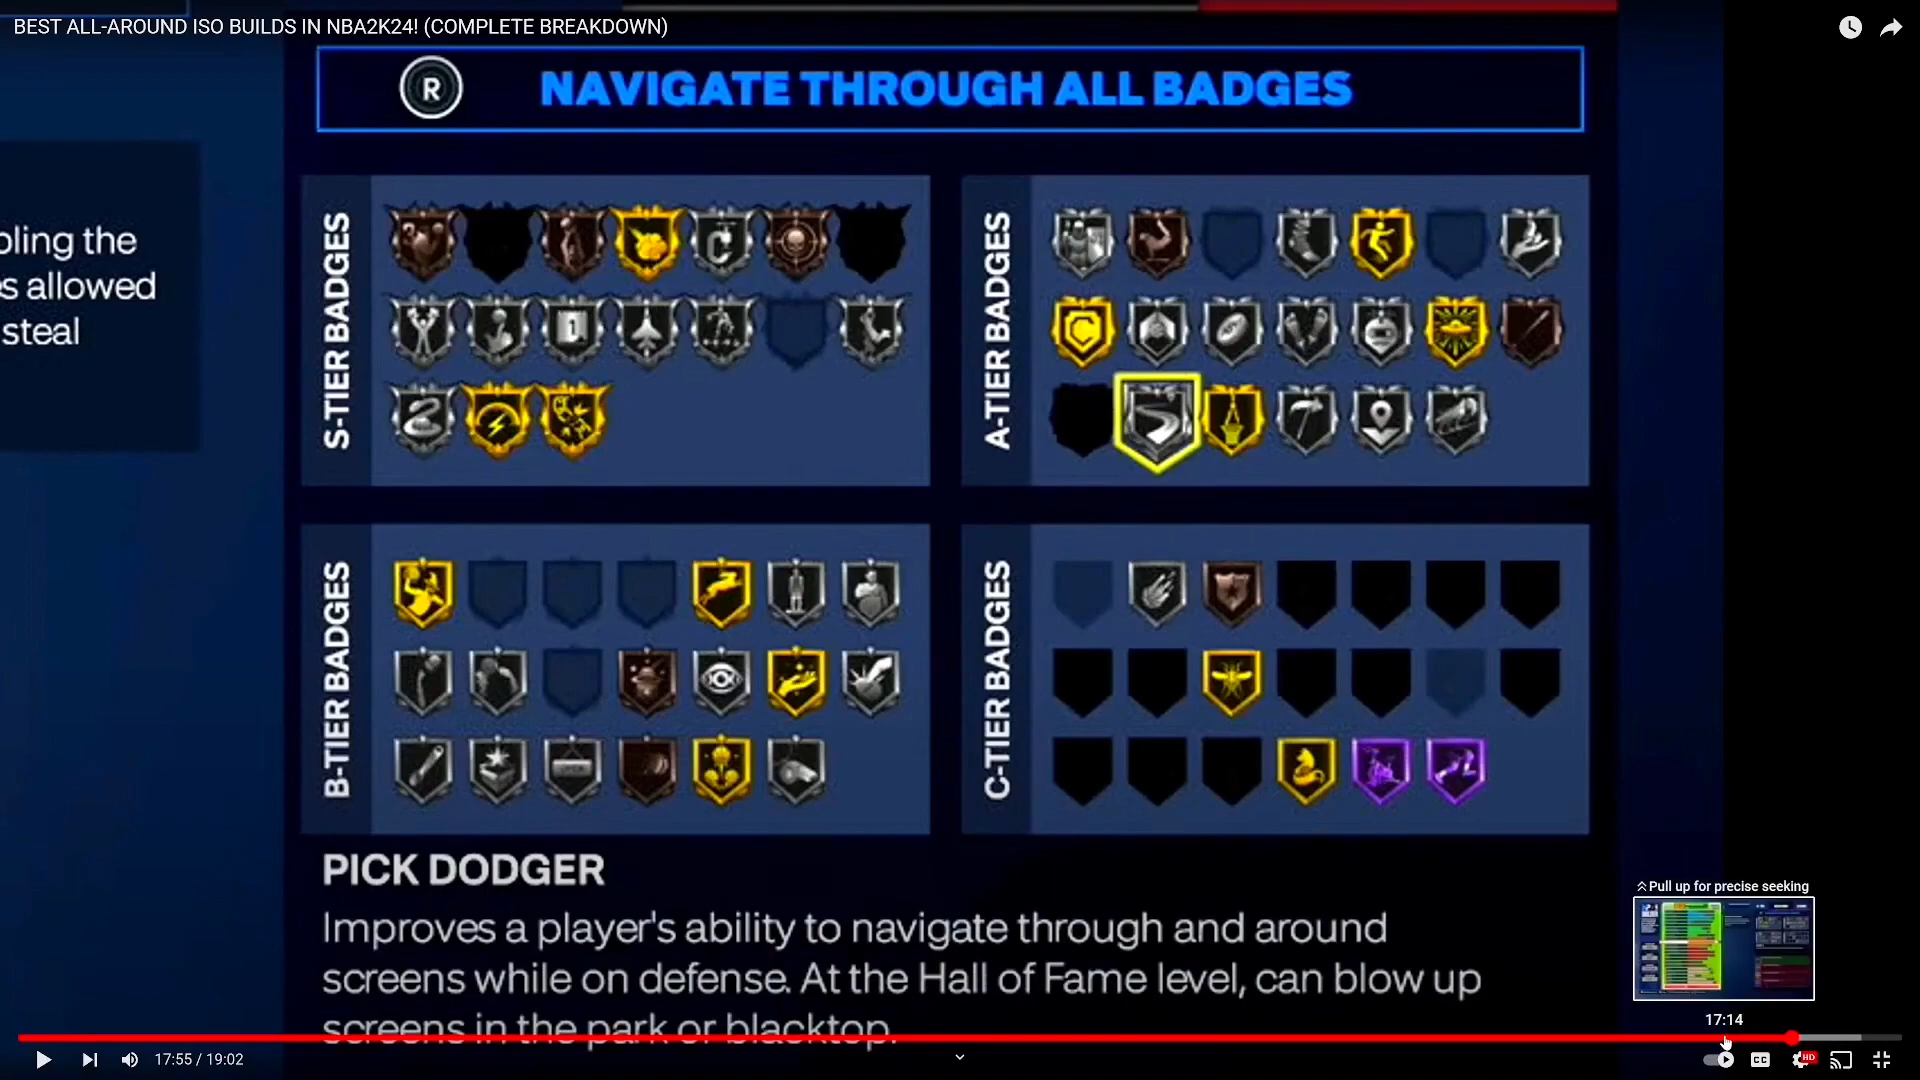 BEST ALL-AROUND ISO BUILDS IN NBA2K24! (COMPLETE BREAKDOWN)
R NAVIGATE THROUGH ALL BADGES
bling the
s allowed
steal
S-TIER BADGES
A-TIER BADGES
B-TIER BADGES
C-TIER BADGES
PICK DODGER
Improves a player's ability to navigate through and around
screens while on defense. At the Hall of Fame level, can blow up
screens in the park or blacktop.
Pull up for precise seeking
17:14
17:55 / 19:02
CC
HD